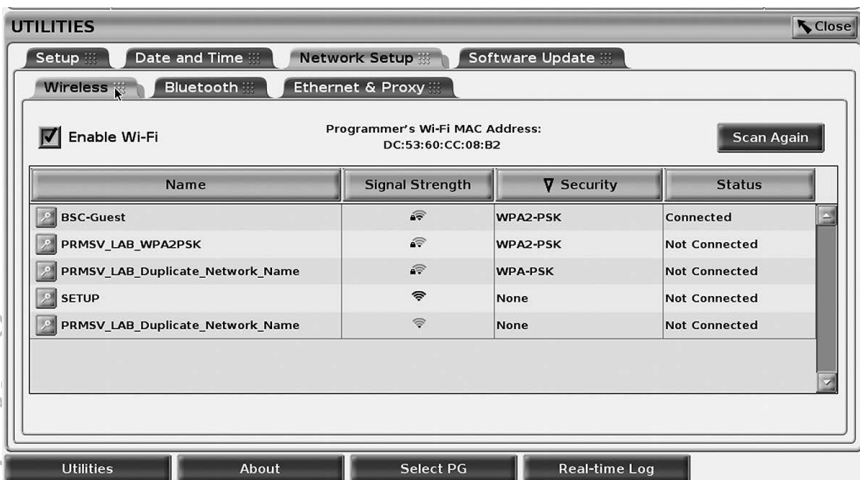 UTILITIES
Close
Setup Date and Time Network Setup Software Update
Wireless Bluetooth Ethernet & Proxy
Enable Wi-Fi
Programmer's Wi-Fi MAC Address:
DC:53:60:CC:08:B2
Scan Again
Name Signal Strength Security Status
BSC-Guest WPA2-PSK Connected
PRMSV_LAB_WPA2PSK WPA2-PSK Not Connected
PRMSV_LAB_Duplicate_Network_Name WPA-PSK Not Connected
SETUP None Not Connected
PRMSV_LAB_Duplicate_Network_Name None Not Connected
Utilities About Select PG Real-time Log